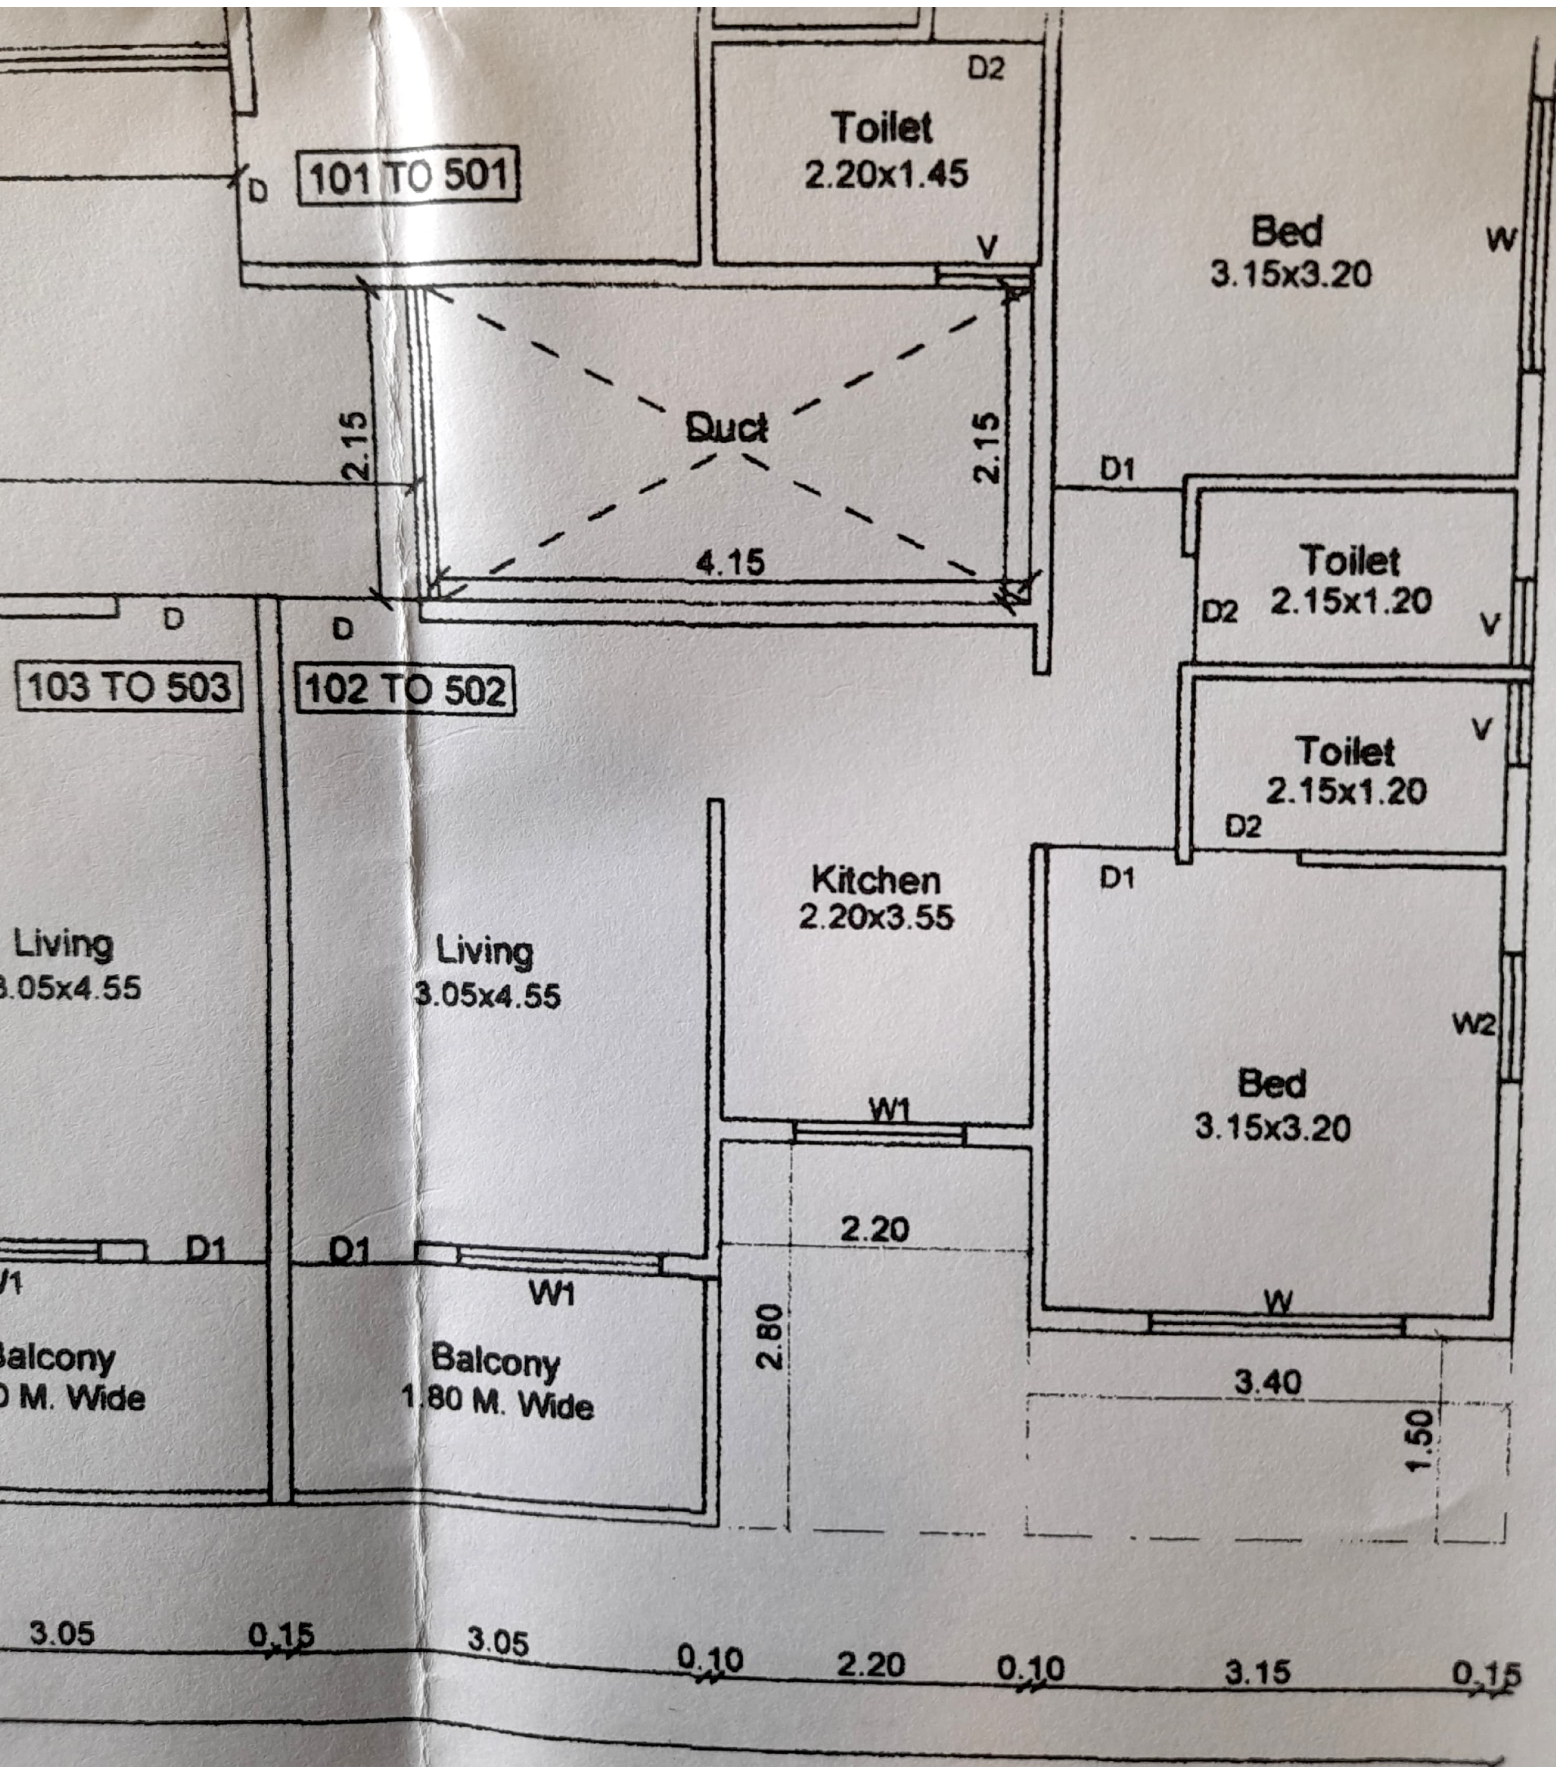 D2
Toilet
2.20x1.45
D
101 TO 501
V
Bed
3.15x3.20
W
2.15
Duct
2.15
4.15
D1
Toilet
2.15x1.20
D2
V
D
D
103 TO 503
102 TO 502
V
Toilet
2.15x1.20
D2
Kitchen
2.20x3.55
D1
Living
3.05x4.55
Living
3.05x4.55
W2
Bed
3.15x3.20
W1
2.20
D1
D1
W1
W1
W
2.80
Balcony
0 M. Wide
Balcony
1.80 M. Wide
3.40
1.50
3.05
0.15
3.05
0.10
2.20
0.10
3.15
0.15